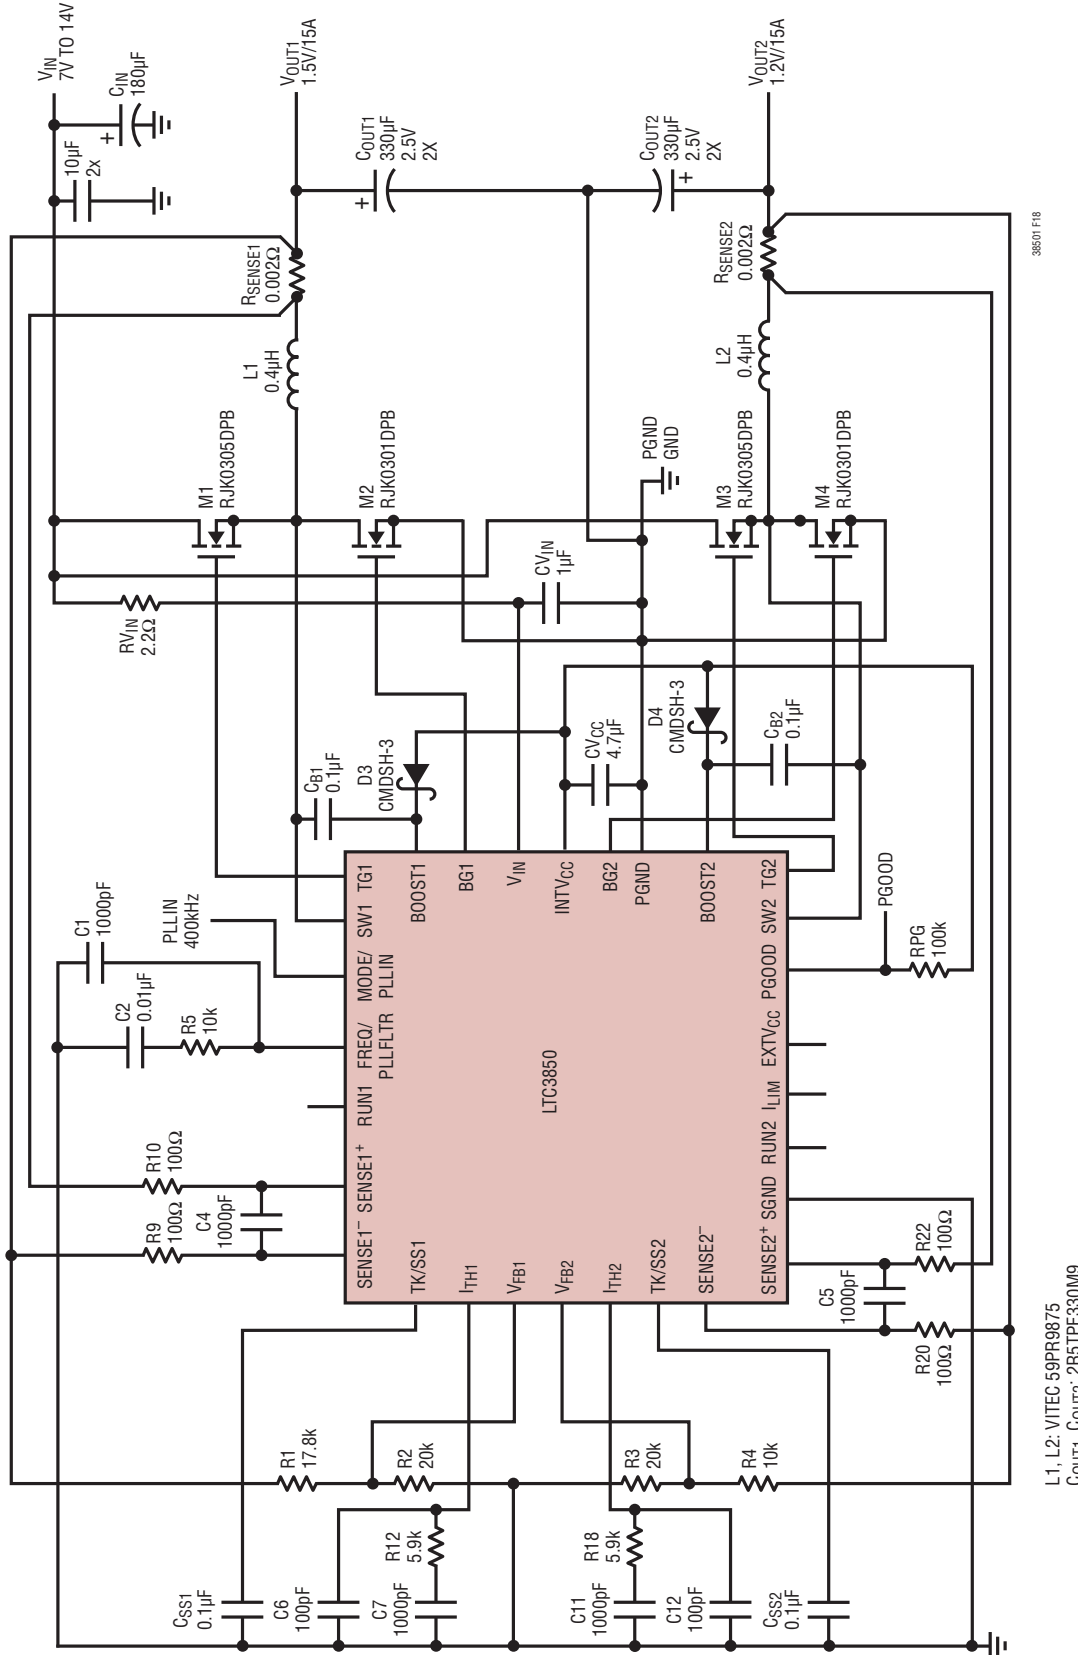 VIN
7V TO 14V
CIN
180µF
+
10µF
2x
VOUT1
1.5V/15A
COUT1
330µF
2.5V
2X
+
COUT2
330µF
2.5V
2X
+
VOUT2
1.2V/15A
RSENSE1
0.002Ω
RSENSE2
0.002Ω
38501 F18
L1
0.4µH
L2
0.4µH
M1
RJK0305DPB
M2
RJK0301DPB
PGND
GND
M3
RJK0305DPB
M4
RJK0301DPB
RVIN
2.2Ω
CVIN
1µF
CB1
0.1µF
D3
CMDSH-3
CVCC
4.7µF
D4
CMDSH-3
CB2
0.1µF
C1
1000pF
PLLIN
400kHz
C2
0.01µF
R5
10k
R10
100Ω
R9
100Ω
C4
1000pF
TG1
SW1
MODE/
PLLIN
FREQ/
PLLFLTR
RUN1
SENSE1+
SENSE1–
BOOST1
BG1
VIN
INTVCC
BG2
PGND
BOOST2
LTC3850
TK/SS1
ITH1
VFB1
VFB2
ITH2
TK/SS2
SENSE2–
TG2
SW2
PGOOD
EXTVCC
ILIM
RUN2
SGND
SENSE2+
PGOOD
RPG
100k
R22
100Ω
C5
1000pF
R20
100Ω
R1
17.8k
R2
20k
R3
20k
R4
10k
R12
5.9k
R18
5.9k
CSS1
0.1µF
C6
100pF
C7
1000pF
C11
1000pF
C12
100pF
CSS2
0.1µF
L1, L2: VITEC 59PR9875
COUT1, COUT2: 2R5TPE330M9